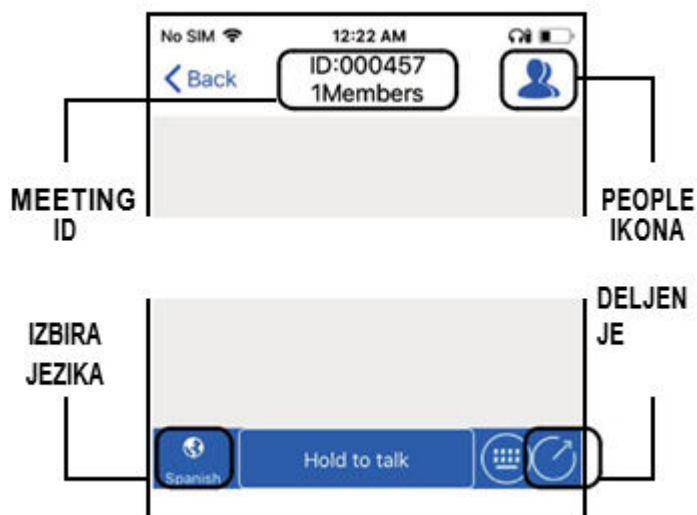 No SIM 12:22 AM
Back
ID:000457
1Members
MEETING
ID
PEOPLE
IKONA
IZBIRA
JEZIKA
DELJEN
JE
Spanish
Hold to talk